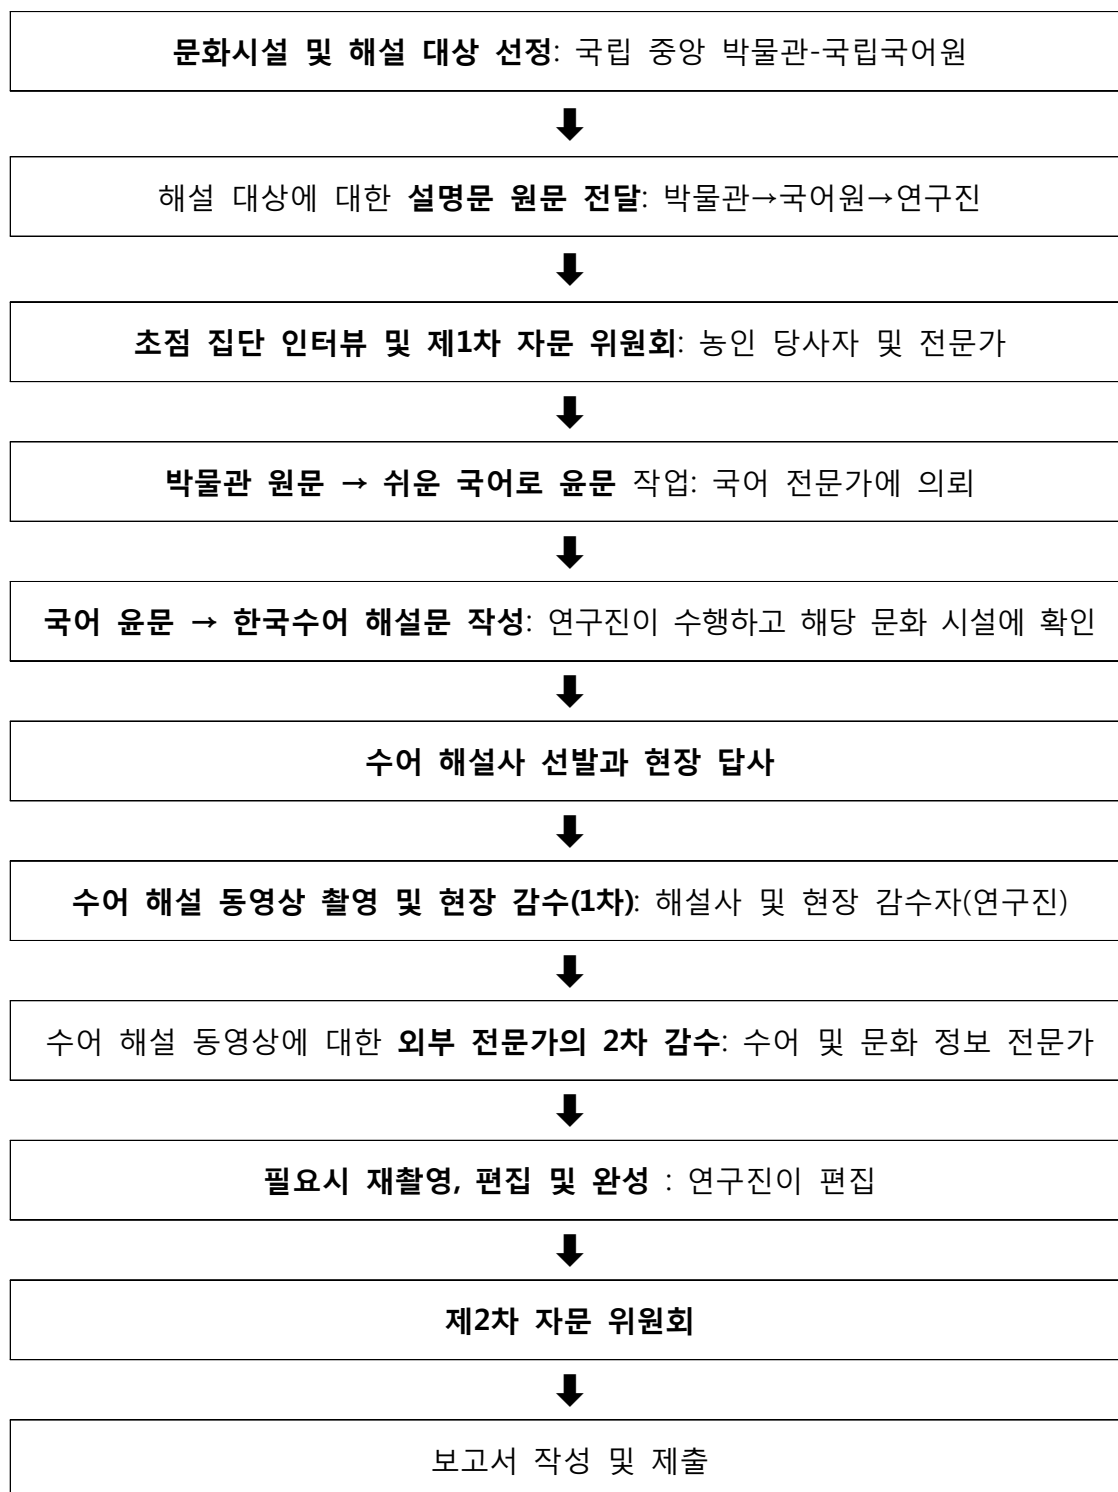 문화시설 및 해설 대상 선정: 국립 중앙 박물관-국립국어원
해설 대상에 대한 설명문 원문 전달: 박물관→국어원→연구진
초점 집단 인터뷰 및 제1차 자문 위원회: 농인 당사자 및 전문가
박물관 원문 → 쉬운 국어로 윤문 작업: 국어 전문가에 의뢰
국어 윤문 → 한국수어 해설문 작성: 연구진이 수행하고 해당 문화 시설에 확인
수어 해설사 선발과 현장 답사
수어 해설 동영상 촬영 및 현장 감수(1차): 해설사 및 현장 감수자(연구진)
수어 해설 동영상에 대한 외부 전문가의 2차 감수: 수어 및 문화 정보 전문가
필요시 재촬영, 편집 및 완성 : 연구진이 편집
제2차 자문 위원회
보고서 작성 및 제출